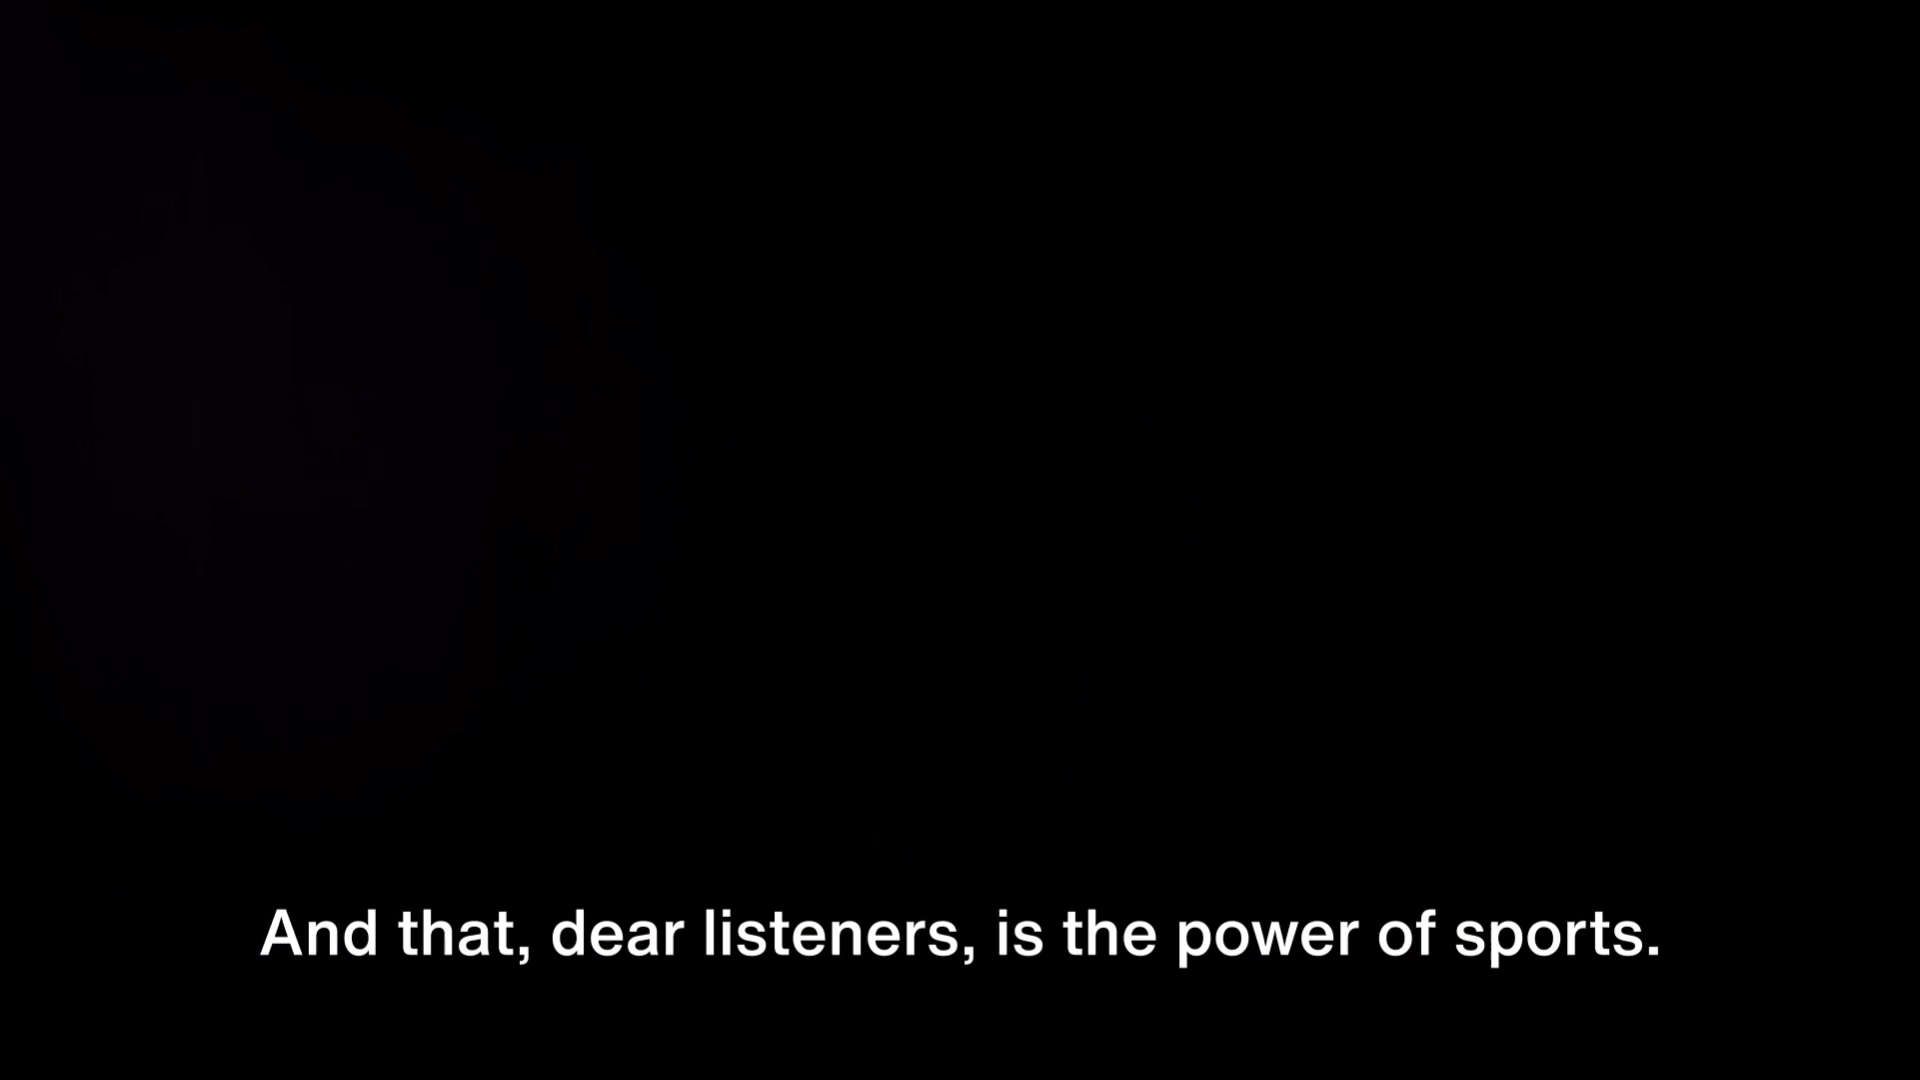 And that, dear listeners, is the power of sports.